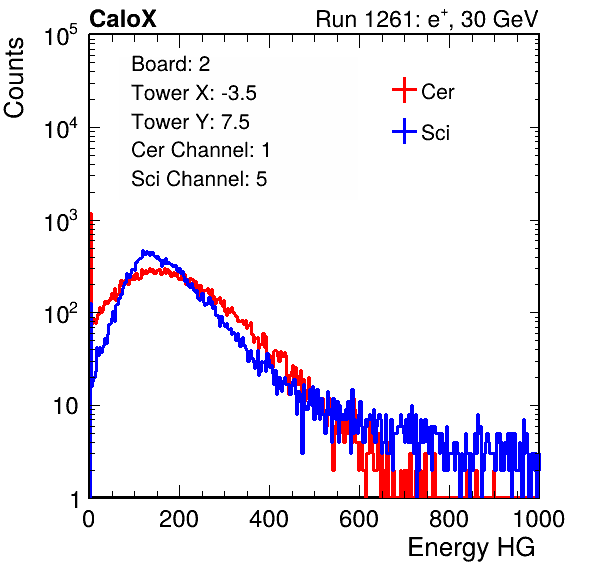 CaloX Run 1261: e⁺, 30 GeV
Counts
Board: 2
Tower X: -3.5
Tower Y: 7.5
Cer Channel: 1
Sci Channel: 5
Cer
Sci
10⁵
10⁴
10³
10²
10
1
0 200 400 600 800 1000
Energy HG